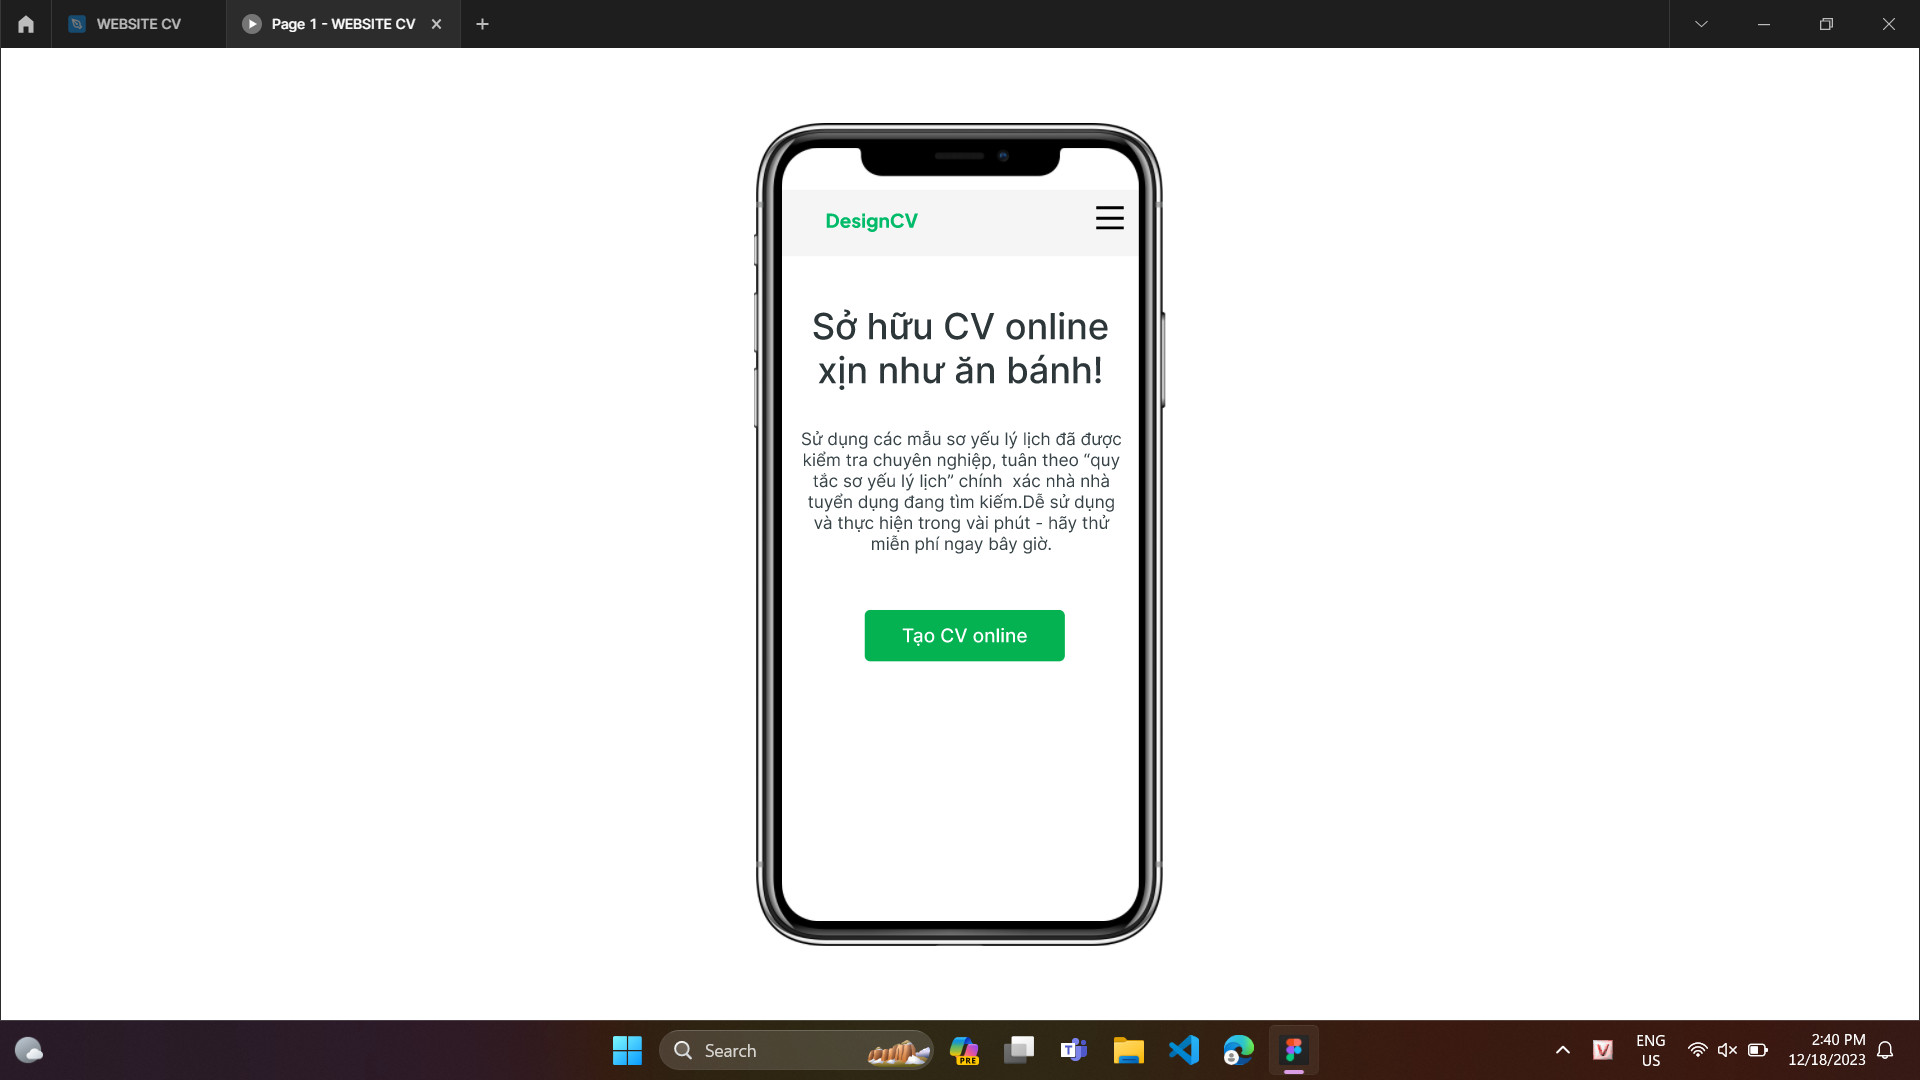 WEBSITE CV
Page 1 - WEBSITE CV
DesignCV
Sở hữu CV online
xịn như ăn bánh!
Sử dụng các mẫu sơ yếu lý lịch đã được
kiểm tra chuyên nghiệp, tuân theo “quy
tắc sơ yếu lý lịch” chính  xác nhà nhà
tuyển dụng đang tìm kiếm.Dễ sử dụng
và thực hiện trong vài phút - hãy thử
miễn phí ngay bây giờ.
Tạo CV online
Search
PRE
ENG
US
2:40 PM
12/18/2023